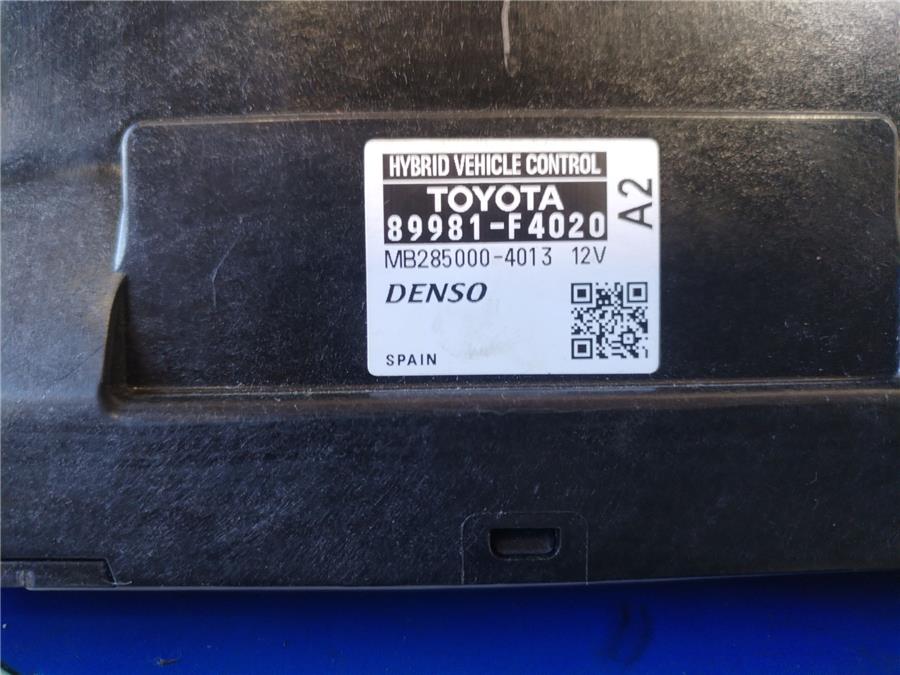 HYBRID VEHICLE CONTROL
TOYOTA
89981-F4020
A2
MB285000-4013 12V
DENSO
SPAIN